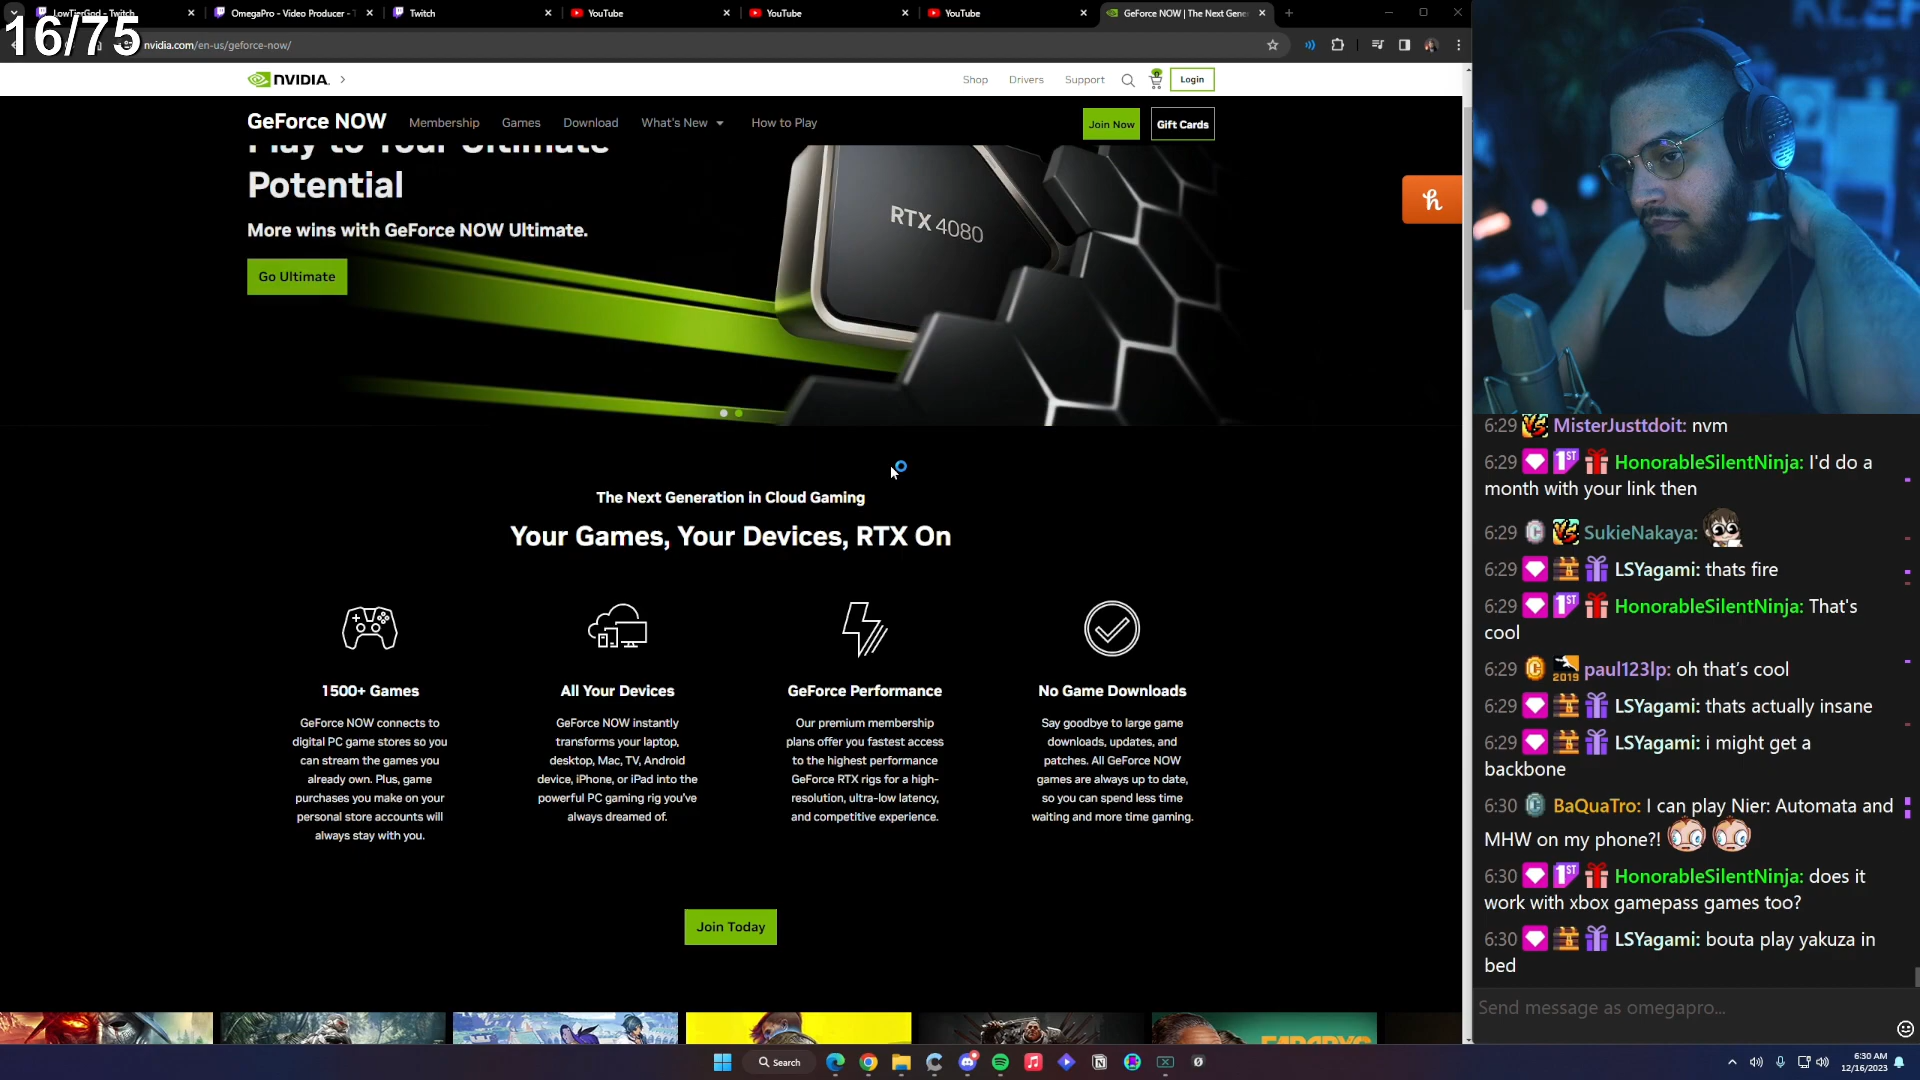 LowTierGod - Twitch
OmegaPro - Video Producer - T
Twitch
YouTube
YouTube
YouTube
GeForce NOW | The Next Gene
16/75
nvidia.com/en-us/geforce-now/
NVIDIA.
Shop
Drivers
Support
0
Login
GeForce NOW
Membership
Games
Download
What's New
How to Play
Join Now
Gift Cards
Play to Your Ultimate
Potential
More wins with GeForce NOW Ultimate.
Go Ultimate
RTX 4080
h
The Next Generation in Cloud Gaming
Your Games, Your Devices, RTX On
1500+ Games
GeForce NOW connects to
digital PC game stores so you
can stream the games you
already own. Plus, game
purchases you make on your
personal store accounts will
always stay with you.
All Your Devices
GeForce NOW instantly
transforms your laptop,
desktop, Mac, TV, Android
device, iPhone, or iPad into the
powerful PC gaming rig you've
always dreamed of.
GeForce Performance
Our premium membership
plans offer you fastest access
to the highest performance
GeForce RTX rigs for a high-
resolution, ultra-low latency,
and competitive experience.
No Game Downloads
Say goodbye to large game
downloads, updates, and
patches. All GeForce NOW
games are always up to date,
so you can spend less time
waiting and more time gaming.
Join Today
FARCRY6
6:29 MisterJusttdoit: nvm
6:29 1ST HonorableSilentNinja: I'd do a
month with your link then
6:29 SukieNakaya:
6:29 LSYagami: thats fire
6:29 1ST HonorableSilentNinja: That's
cool
6:29 2019 paul123lp: oh that's cool
6:29 LSYagami: thats actually insane
6:29 LSYagami: i might get a
backbone
6:30 BaQuaTro: I can play Nier: Automata and
MHW on my phone?!
6:30 1ST HonorableSilentNinja: does it
work with xbox gamepass games too?
6:30 LSYagami: bouta play yakuza in
bed
Send message as omegapro...
Search
6:30 AM
12/16/2023